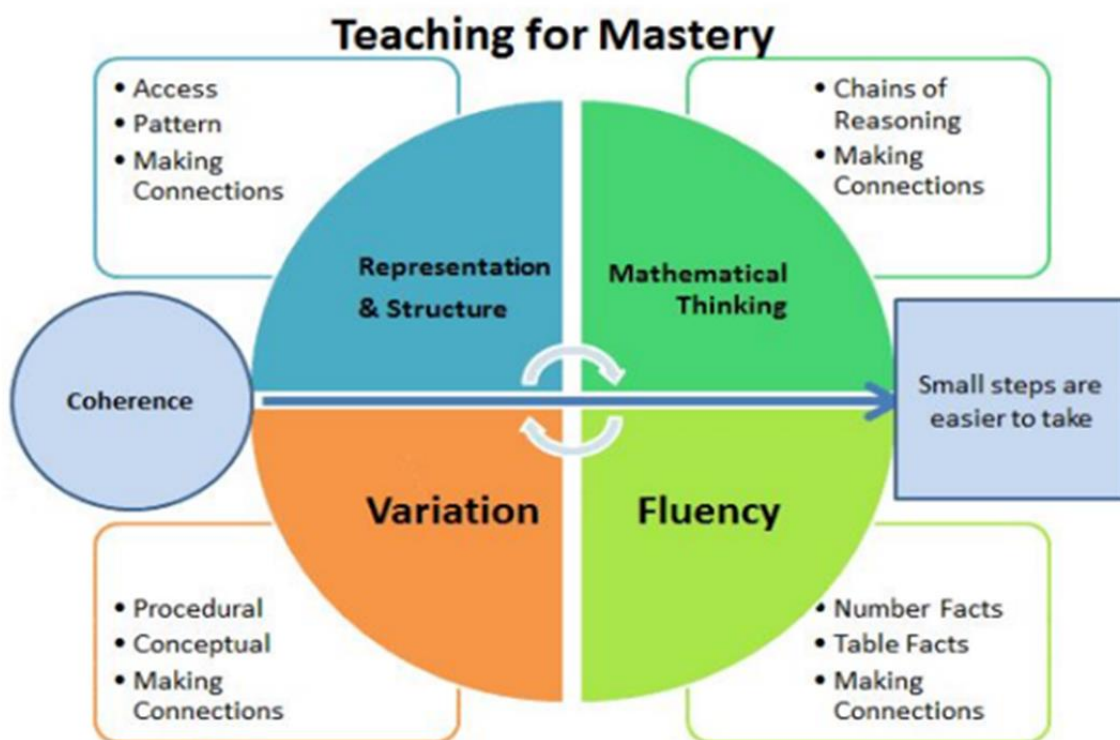 Teaching for Mastery
• Access
• Pattern
• Making
Connections
• Chains of
Reasoning
• Making
Connections
Representation
& Structure
Mathematical
Thinking
Coherence
Small steps are
easier to take
Variation
Fluency
• Procedural
• Conceptual
• Making
Connections
• Number Facts
• Table Facts
• Making
Connections